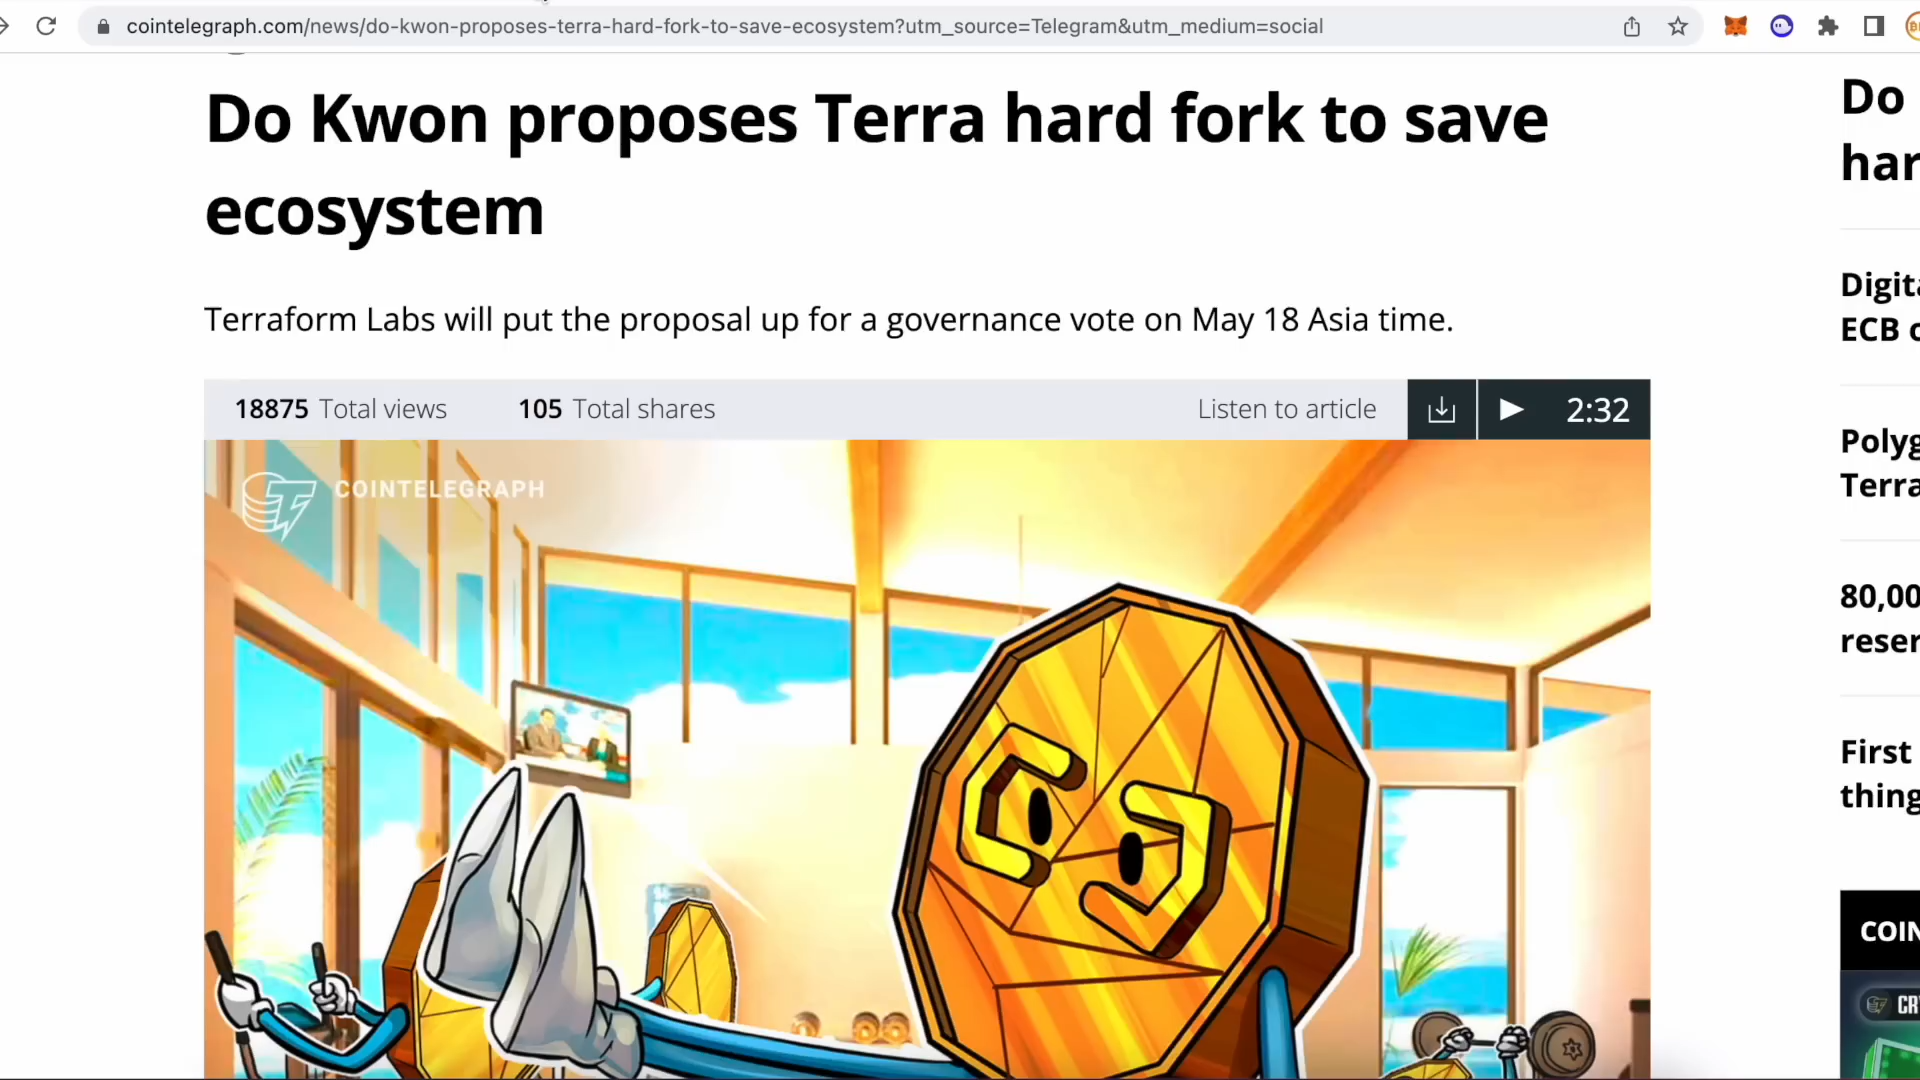 cointelegraph.com/news/do-kwon-proposes-terra-hard-fork-to-save-ecosystem?utm_source=Telegram&utm_medium=social
Do Kwon proposes Terra hard fork to save
ecosystem
Terraform Labs will put the proposal up for a governance vote on May 18 Asia time.
18875 Total views 105 Total shares Listen to article 2:32
COINTELEGRAPH
Do
har
Digita
ECB
Polyg
Terra
80,00
reser
First
thing
COIN
CR